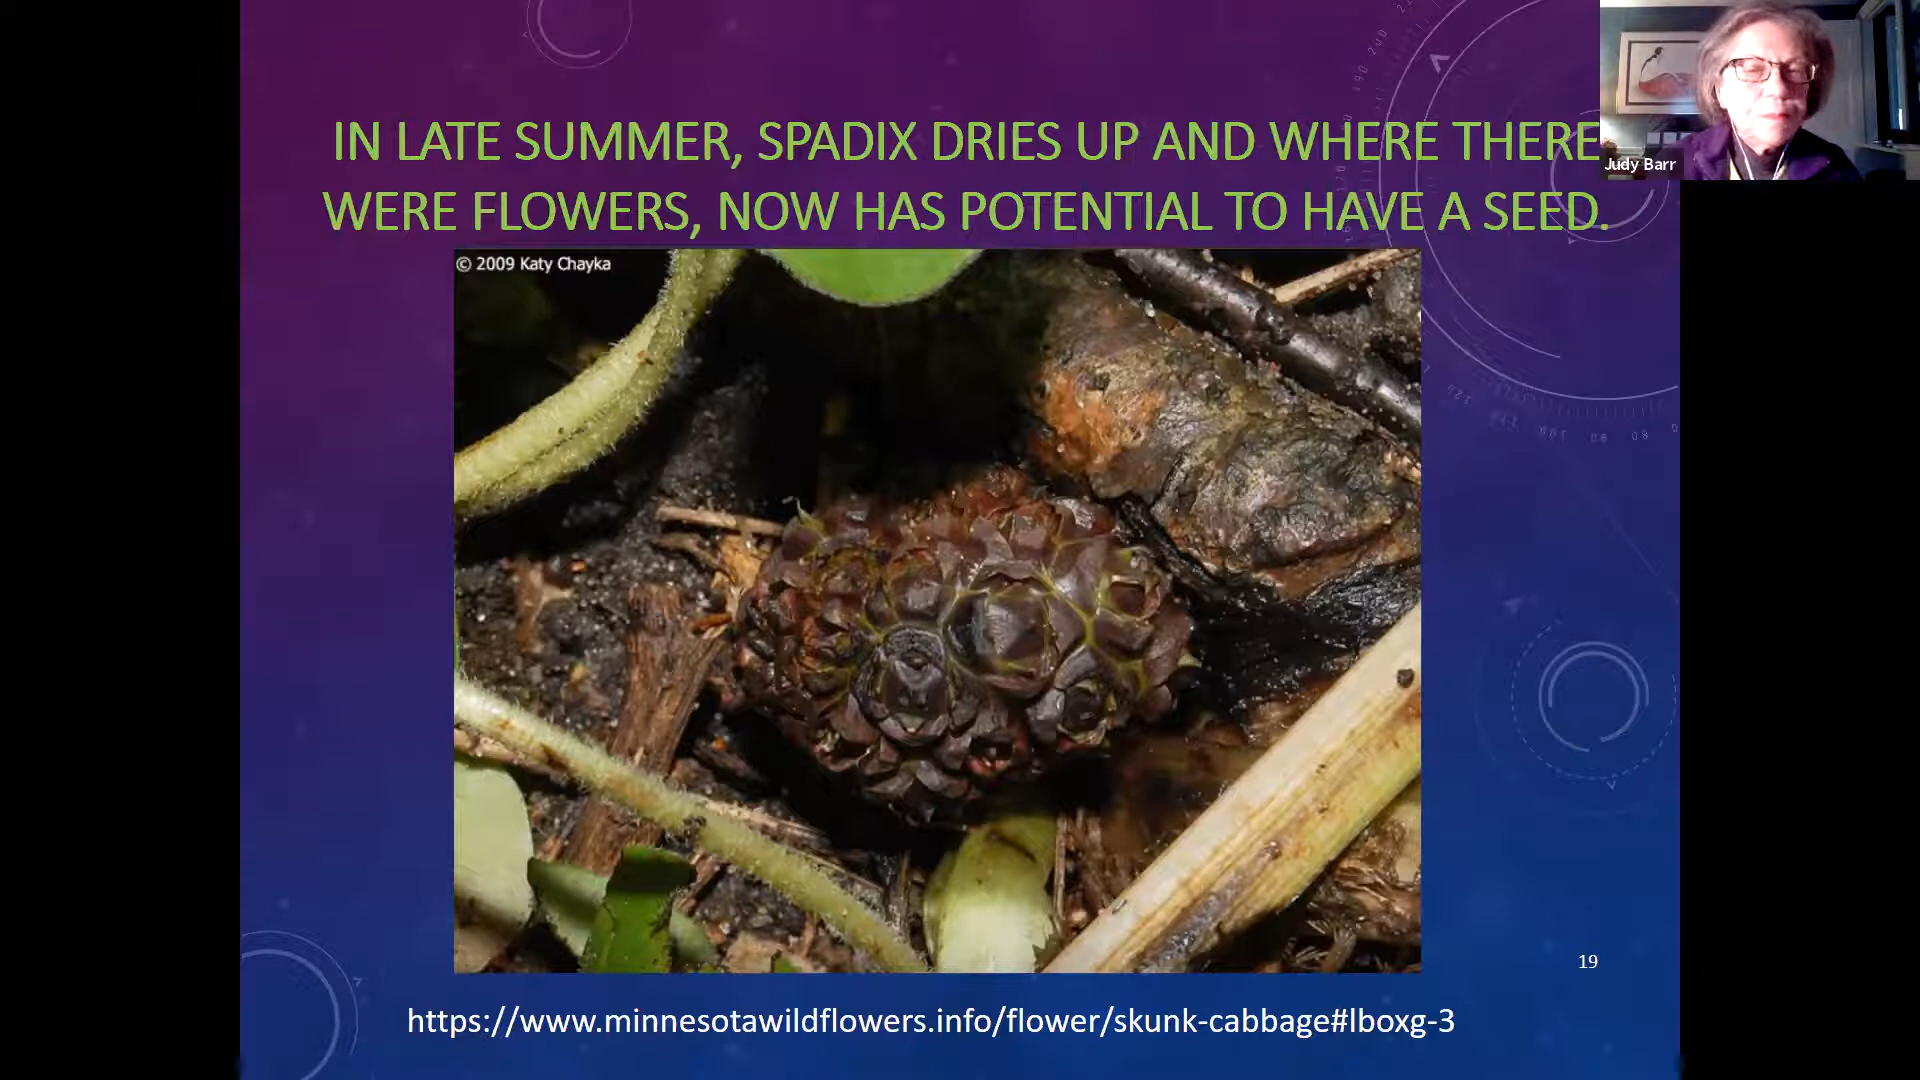 IN LATE SUMMER, SPADIX DRIES UP AND WHERE THERE
WERE FLOWERS, NOW HAS POTENTIAL TO HAVE A SEED.
Judy Barr
© 2009 Katy Chayka
19
https://www.minnesotawildflowers.info/flower/skunk-cabbage#lboxg-3